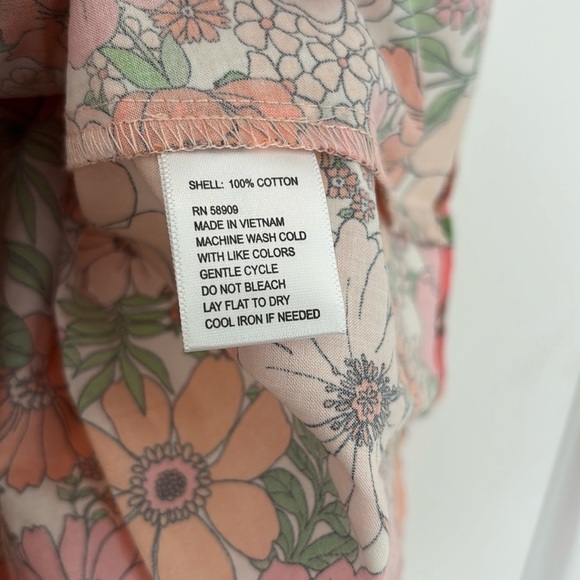 SHELL: 100% COTTON
RN 58909
MADE IN VIETNAM
MACHINE WASH COLD
WITH LIKE COLORS
GENTLE CYCLE
DO NOT BLEACH
LAY FLAT TO DRY
COOL IRON IF NEEDED